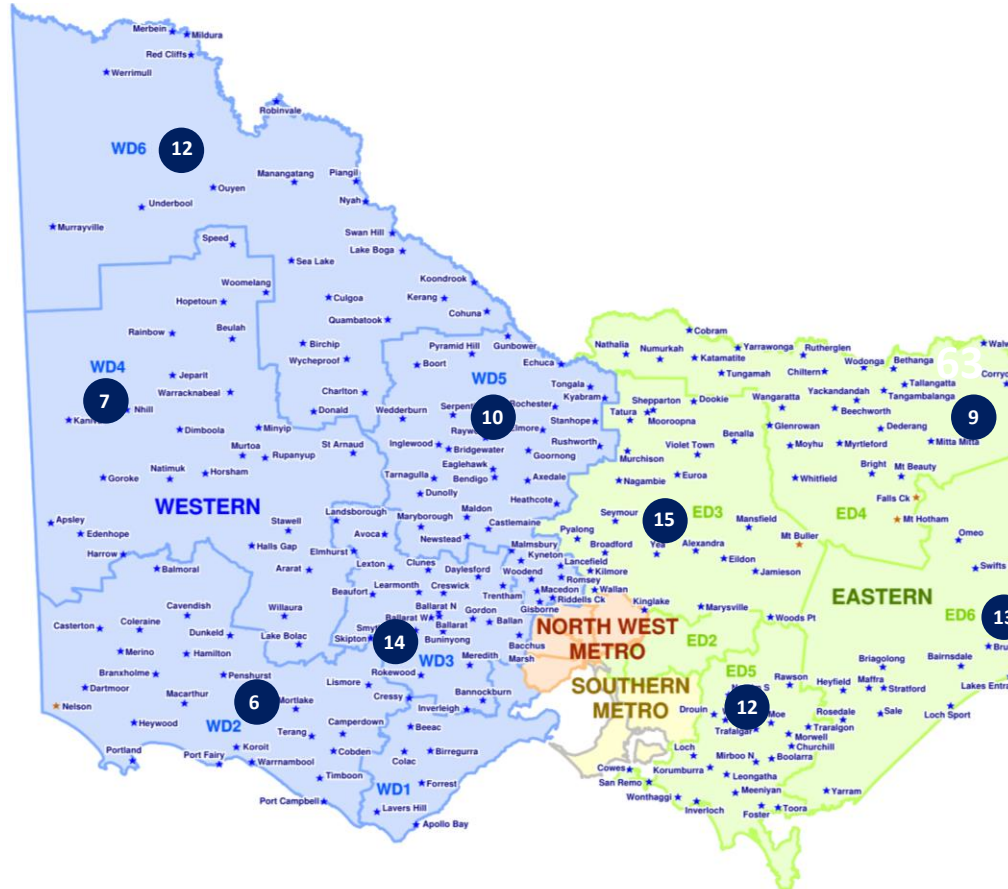 Merbein
Mildura
Red Cliffs
Werrimull
Robinvale
WD6
12
Manangatang
Piangil
Ouyen
Nyah
Underbool
Murrayville
Swan Hill
Speed
Lake Boga
Sea Lake
Koondrook
Woomelang
Culgoa
Kerang
Hopetoun
Cohuna
Quambatook
Rainbow
Beulah
Birchip
Wycheproof
Pyramid Hill
Gunbower
Boort
Echuca
WD4
WD5
Jeparit
Warracknabeal
Charlton
Tongala
Kyabram
7
Nhill
Donald
Wedderburn
10
Rochester
Stanhope
Dimboola
Minyip
Murtoa
Rupanyup
St Arnaud
Inglewood
Bridgewater
Goornong
Rushworth
Eaglehawk
Bendigo
Natimuk
Goroke
Horsham
Tarnagulla
Axedale
Dunolly
Heathcote
WESTERN
Landsborough
Maldon
Maryborough
Castlemaine
Newstead
Apsley
Edenhope
Stawell
Avoca
Halls Gap
Harrow
Elmhurst
Malmsbury
Kyneton
Lexton
Clunes
Woodend
Balmoral
Ararat
Daylesford
Learmonth
Creswick
Trentham
Macedon
Riddells Ck
Beaufort
Ballarat N
Gordon
Gisborne
Cavendish
Willaura
Ballarat W
Ballarat
Ballan
Casterton
Coleraine
Dunkeld
Lake Bolac
Skipton
14
Buninyong
Bacchus
Marsh
Merino
Hamilton
WD3
Meredith
Branxholme
Penshurst
Rokewood
Lismore
Dartmoor
Macarthur
6
Mortlake
Cressy
Bannockburn
Nelson
Inverleigh
Heywood
WD2
Camperdown
Beeac
Terang
Koroit
Cobden
Colac
Birregurra
Portland
Port Fairy
Warrnambool
Timboon
WD1
Forrest
Port Campbell
Lavers Hill
Apollo Bay
Cobram
Nathalia
Numurkah
Yarrawonga
Rutherglen
Katamatite
Wodonga
Bethanga
Tungamah
Chiltern
63
Tallangatta
Shepparton
Dookie
Wangaratta
Yackandandah
Tangambalanga
Tatura
Mooroopna
Beechworth
9
Glenrowan
Dederang
Violet Town
Benalla
Moyhu
Myrtleford
Mitta Mitta
Murchison
Nagambie
Euroa
Whitfield
Bright
Mt Beauty
Falls Ck
Seymour
15
ED3
ED4
Mt Hotham
Pyalong
Mansfield
Broadford
Yea
Alexandra
Mt Buller
Omeo
Lancefield
Kilmore
Eildon
Romsey
Wallan
Jamieson
Swifts
Kinglake
Marysville
Woods Pt
EASTERN
NORTH WEST
METRO
ED2
ED6
13
SOUTHERN
METRO
ED5
Briagolong
Bairnsdale
Rawson
Heyfield
Maffra
Stratford
Drouin
12
Moe
Rosedale
Sale
Trafalgar
Traralgon
Loch Sport
Morwell
Churchill
Loch
Mirboo N
Boolarra
Cowes
Korumburra
San Remo
Leongatha
Yarram
Wonthaggi
Meeniyan
Inverloch
Toora
Foster